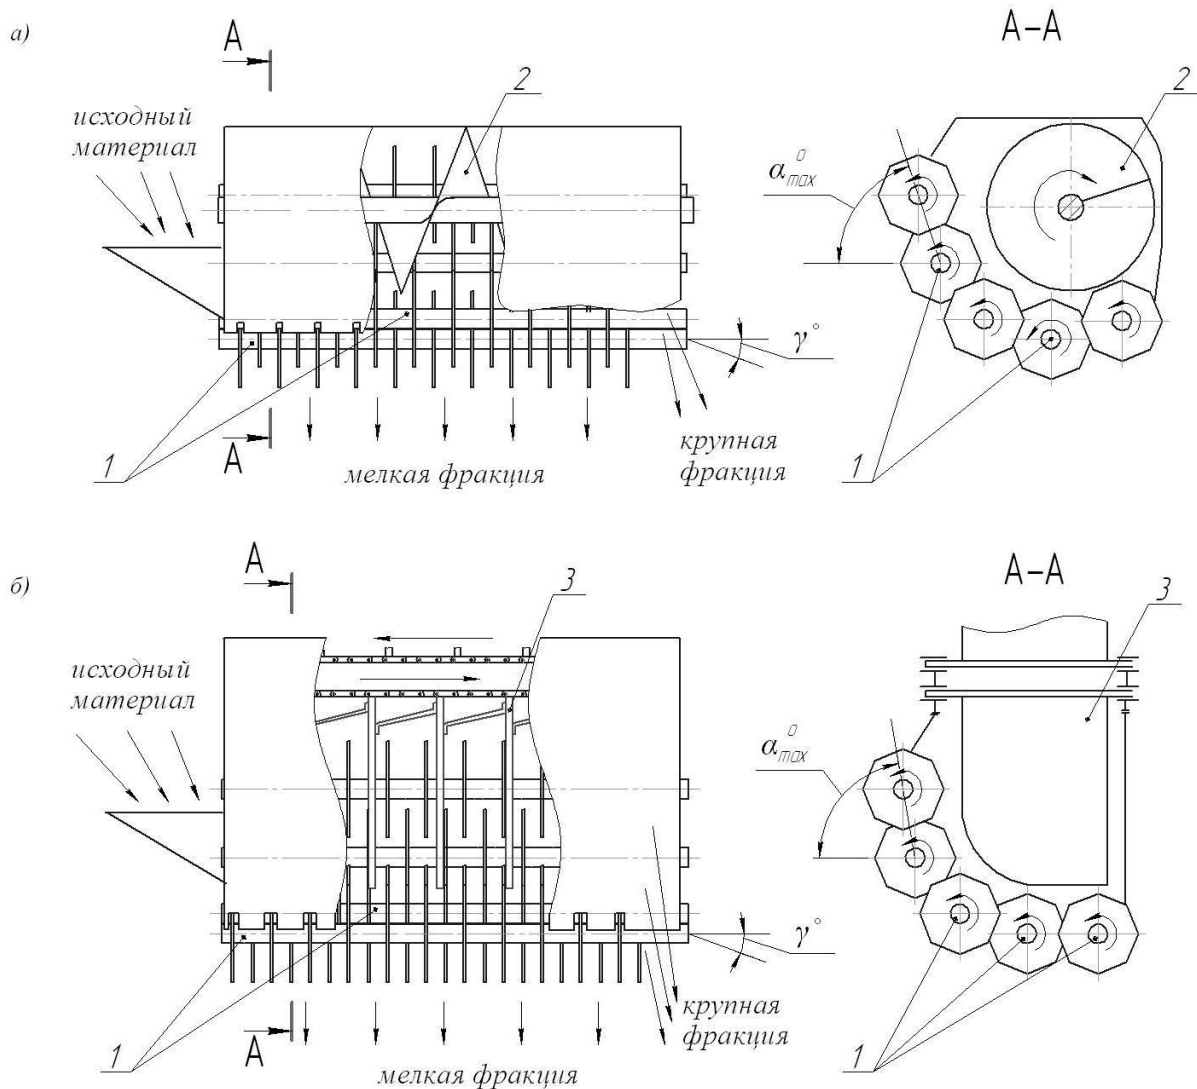 а)
А
А-А
2
2
исходный
материал
α°max
γ°
А
1
мелкая фракция
крупная
фракция
1
б)
А
3
А-А
3
исходный
материал
α°max
γ°
А
1
мелкая фракция
крупная
фракция
1